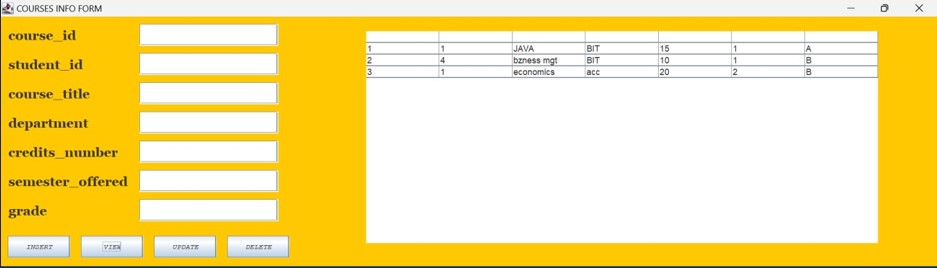 COURSES INFO FORM
course_id
student_id
course_title
department
credits_number
semester_offered
grade
INSERT VIEW UPDATE DELETE
1 1 JAVA BIT 15 1 A
2 4 bzness mgt BIT 10 1 B
3 1 economics acc 20 2 B